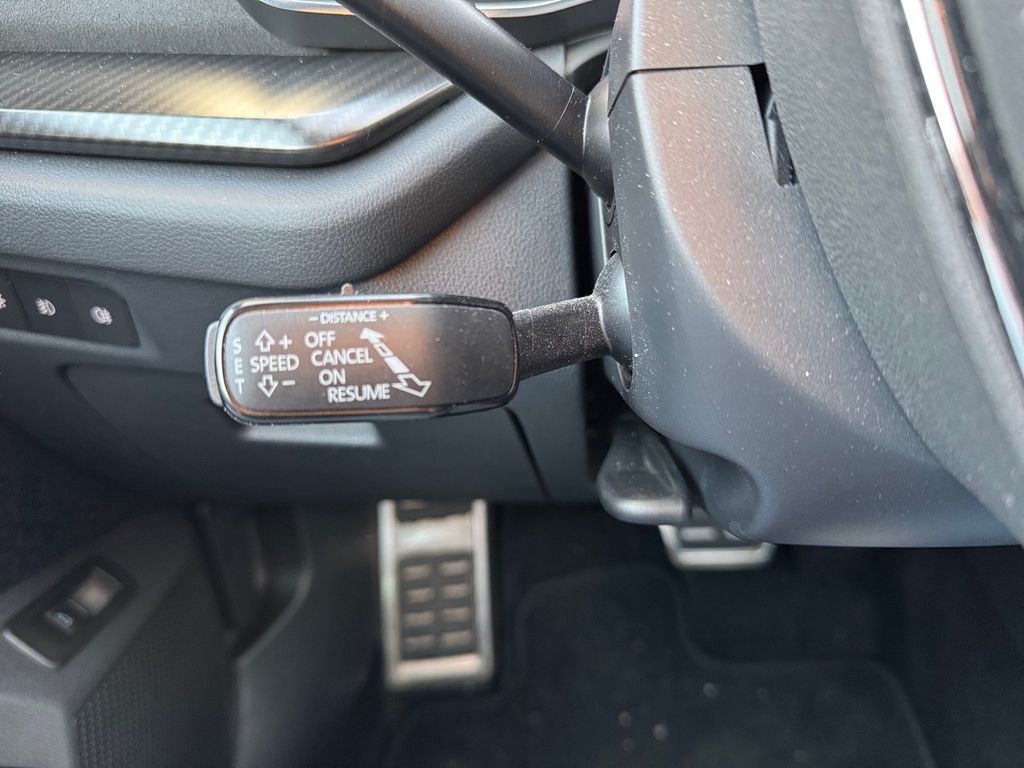 - DISTANCE +
S E T
+ OFF
SPEED CANCEL
- ON
RESUME